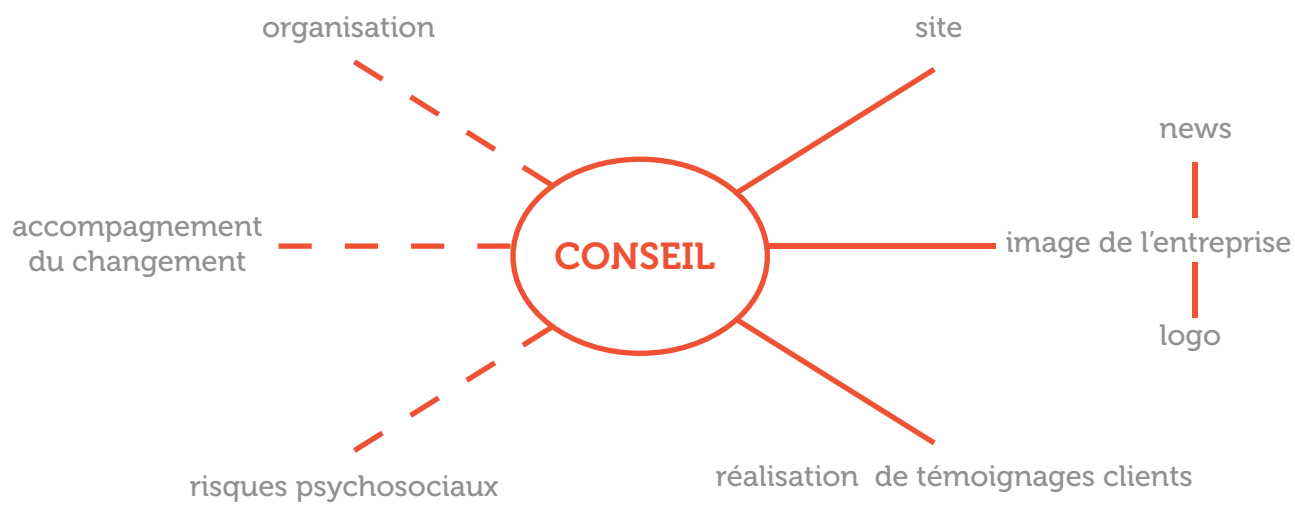 organisation
site
news
accompagnement
du changement
CONSEIL
image de l'entreprise
logo
risques psychosociaux
réalisation  de témoignages clients